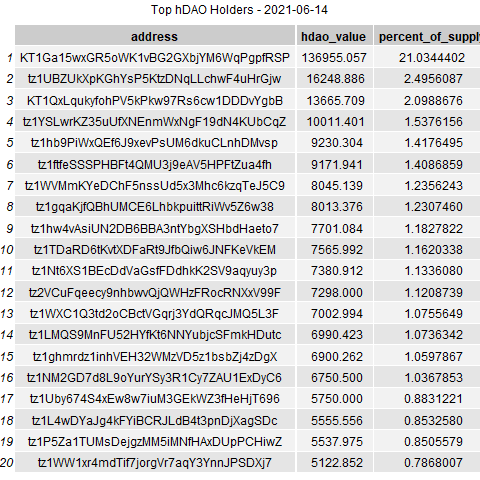 Top hDAO Holders - 2021-06-14
address hdao_value percent_of_supply
1 KT1Ga15wxGR5oWK1vBG2GXbjYM6WqPgpfRSP 136955.057 21.0344402
2 tz1UBZUkXpKGhYsP5KtzDNqLLchwF4uHrGjw 16248.886 2.4956087
3 KT1QxLqukyfohPV5kPkw97Rs6cw1DDDvYgbB 13665.709 2.0988676
4 tz1YSLwrKZ35uUfXNEnmWxNgF19dN4KUbCqZ 10011.401 1.5376156
5 tz1hb9PiWxQEf6J9xevPsUM6dkuCLnhDMvsp 9230.304 1.4176495
6 tz1ftfeSSSPHBFt4QMU3j9eAV5HPFtZua4fh 9171.941 1.4086859
7 tz1WVMmKYeDChF5nssUd5x3Mhc6kzqTeJ5C9 8045.139 1.2356243
8 tz1gqaKjfQBhUMCE6LhbkpuittRiWv5Z6w38 8013.376 1.2307460
9 tz1hw4vAsiUN2DB6BBA3ntYbgXSHbdHaeto7 7701.084 1.1827822
10 tz1TDaRD6tKvtXDFaRt9JfbQiw6JNFKeVkEM 7565.992 1.1620338
11 tz1Nt6XS1BEcDdVaGsfFDdhkK2SV9aqyuy3p 7380.912 1.1336080
12 tz2VCuFqeecy9nhbwvQjQWHzFRocRNXxV99F 7298.000 1.1208739
13 tz1WXC1Q3td2oCBctVGqrj3YdQRqcJMQ5L3F 7002.994 1.0755649
14 tz1LMQS9MnFU52HYfKt6NNYubjcSFmkHDutc 6990.423 1.0736342
15 tz1ghmrdz1inhVEH32WMzVD5z1bsbZj4zDgX 6900.262 1.0597867
16 tz1NM2GD7d8L9oYurYSy3R1Cy7ZAU1ExDyC6 6750.500 1.0367853
17 tz1Uby674S4xEw8w7iuM3GEkWZ3fHeHjT696 5750.000 0.8831221
18 tz1L4wDYaJg4kFYiBCRJLdB4t3pnDjXagSDc 5555.556 0.8532580
19 tz1P5Za1TUMsDejgzMM5iMNfHAxDUpPCHiwZ 5537.975 0.8505579
20 tz1WW1xr4mdTif7jorgVr7aqY3YnnJPSDXj7 5122.852 0.7868007